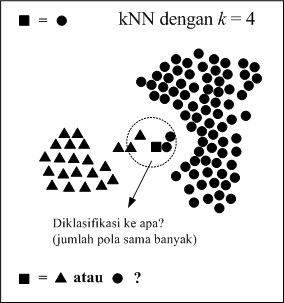 ■ = ● kNN dengan k = 4
Diklasifikasi ke apa?
(jumlah pola sama banyak)
■ = ▲ atau ● ?